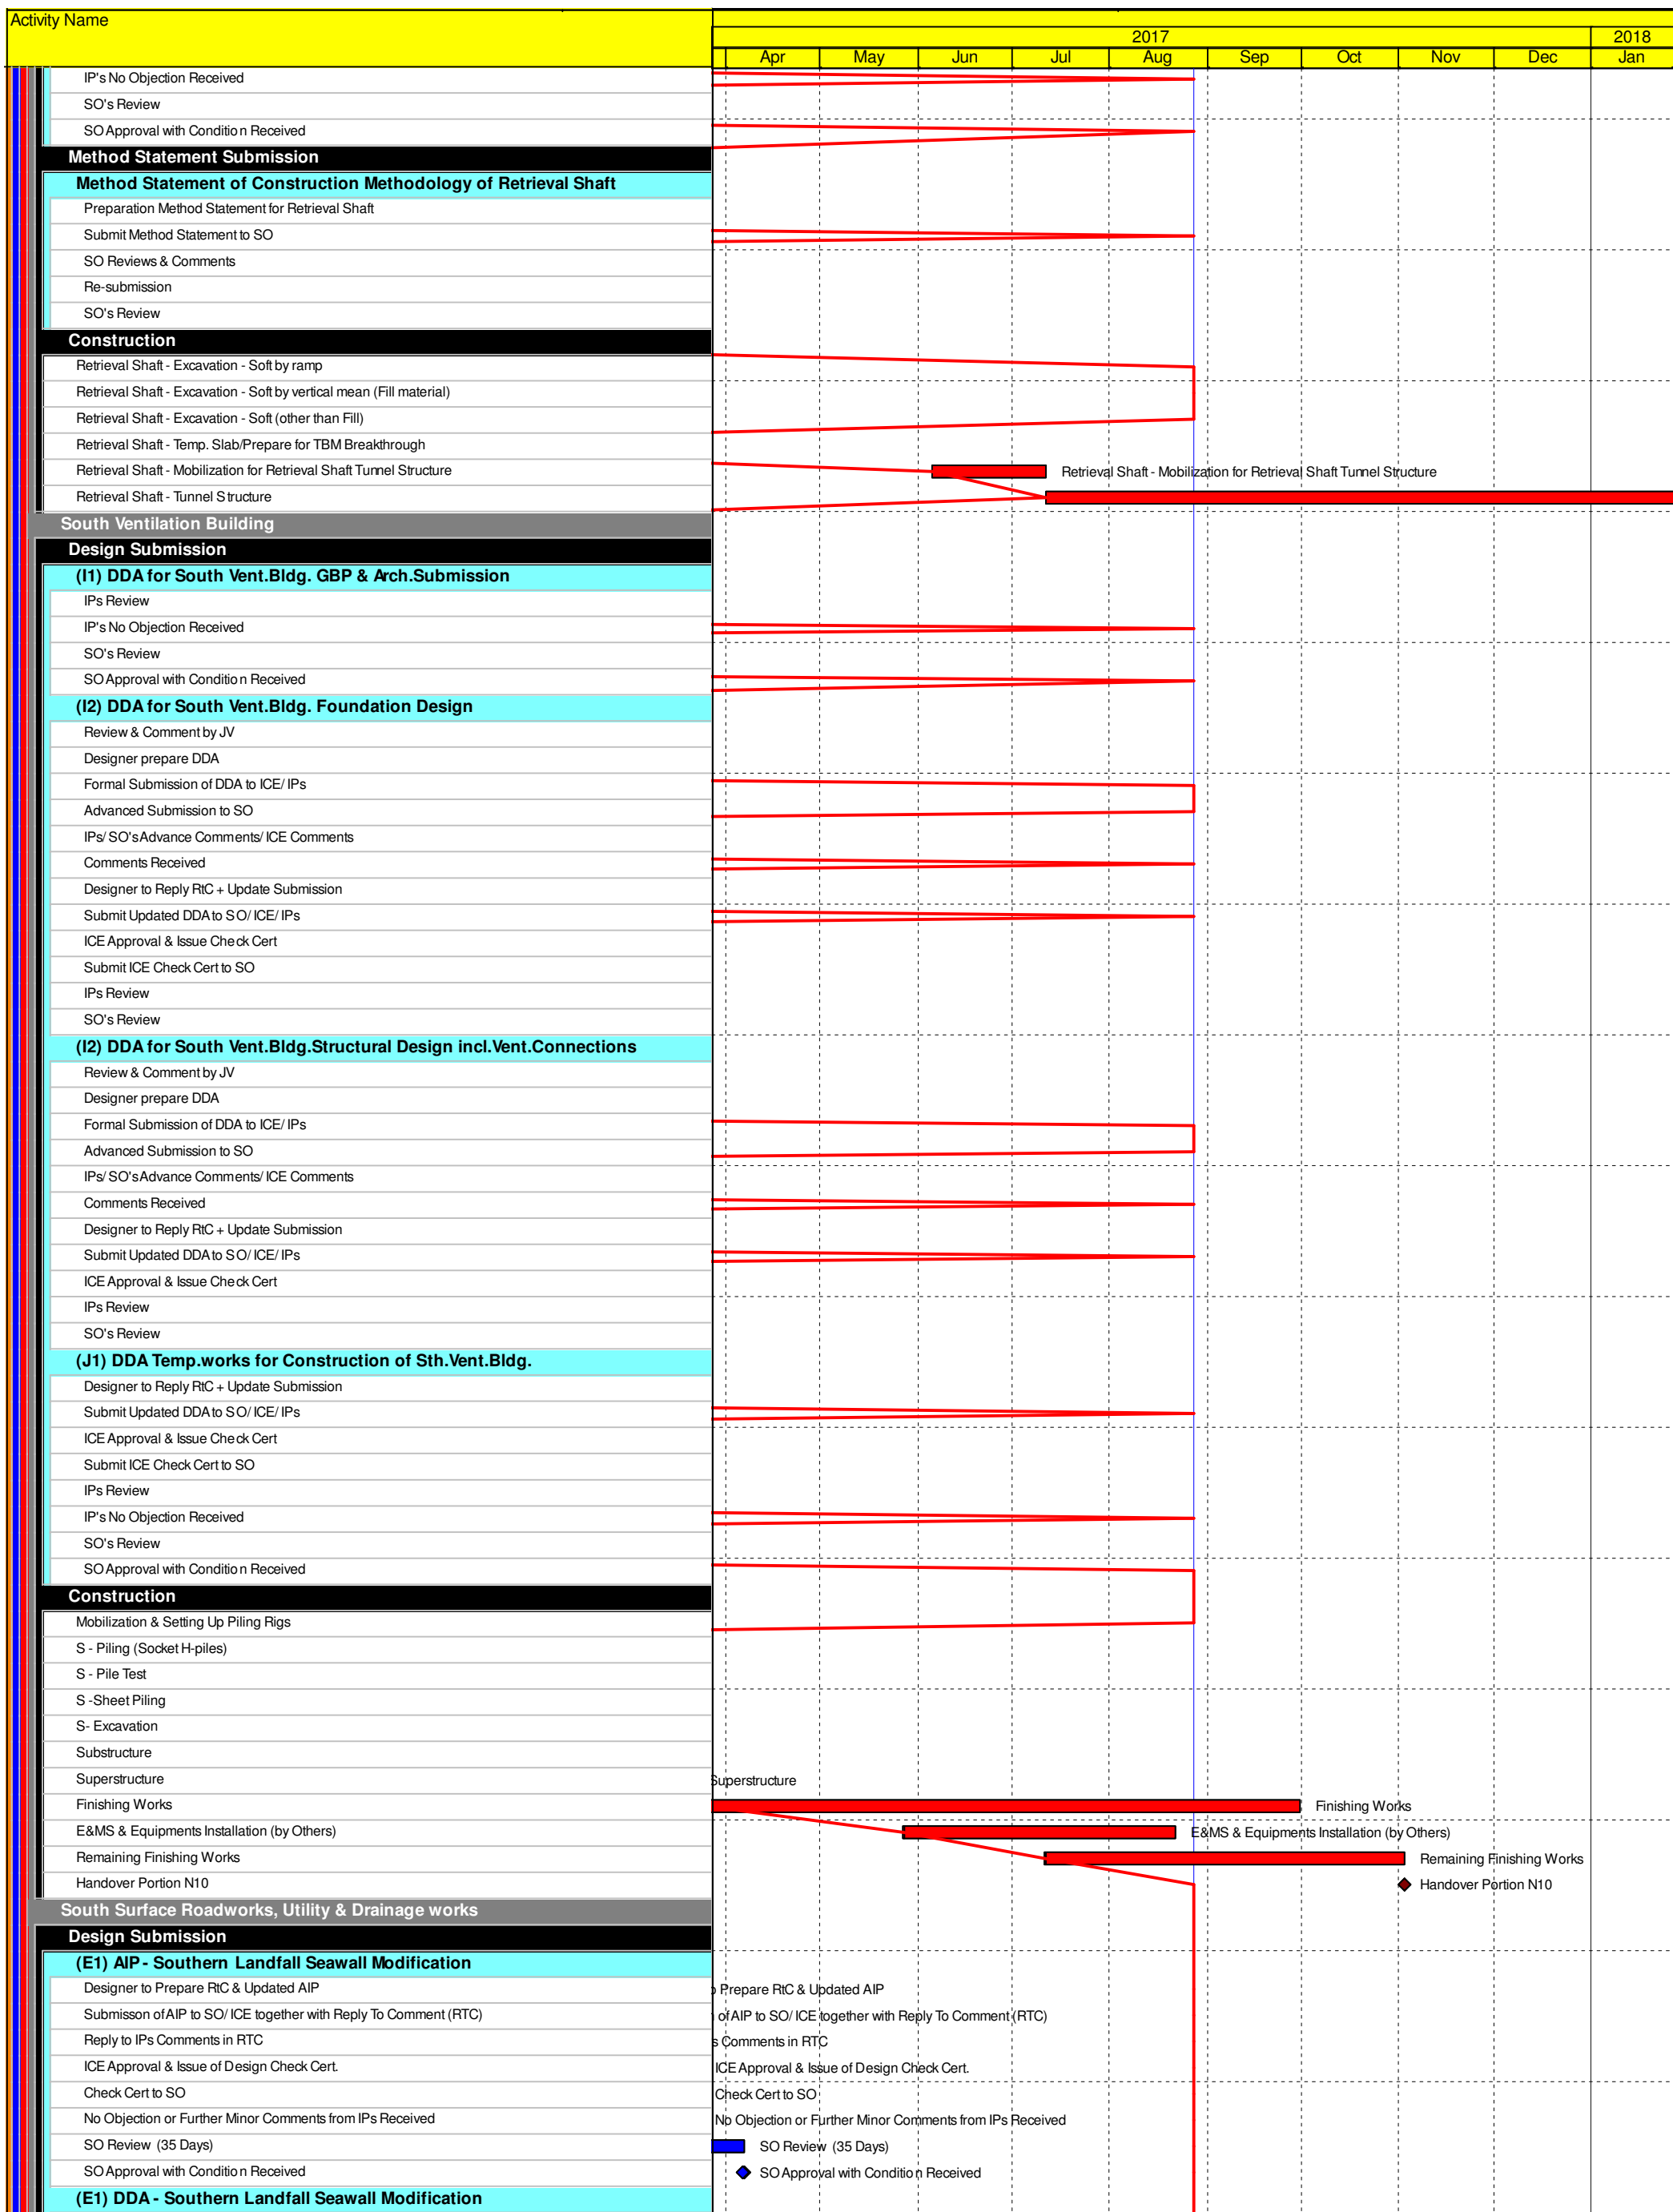 Activity Name
2017 2018
Apr May Jun Jul Aug Sep Oct Nov Dec Jan
IP's No Objection Received
SO's Review
SO Approval with Condition Received
Method Statement Submission
Method Statement of Construction Methodology of Retrieval Shaft
Preparation Method Statement for Retrieval Shaft
Submit Method Statement to SO
SO Reviews & Comments
Re-submission
SO's Review
Construction
Retrieval Shaft - Excavation - Soft by ramp
Retrieval Shaft - Excavation - Soft by vertical mean (Fill material)
Retrieval Shaft - Excavation - Soft (other than Fill)
Retrieval Shaft - Temp. Slab/Prepare for TBM Breakthrough
Retrieval Shaft - Mobilization for Retrieval Shaft Tunnel Structure Retrieval Shaft - Mobilization for Retrieval Shaft Tunnel Structure
Retrieval Shaft - Tunnel Structure
South Ventilation Building
Design Submission
(I1) DDA for South Vent.Bldg. GBP & Arch.Submission
IPs Review
IP's No Objection Received
SO's Review
SO Approval with Condition Received
(I2) DDA for South Vent.Bldg. Foundation Design
Review & Comment by JV
Designer prepare DDA
Formal Submission of DDA to ICE/ IPs
Advanced Submission to SO
IPs/ SO's Advance Comments/ ICE Comments
Comments Received
Designer to Reply RtC + Update Submission
Submit Updated DDA to SO/ ICE/ IPs
ICE Approval & Issue Check Cert
Submit ICE Check Cert to SO
IPs Review
SO's Review
(I2) DDA for South Vent.Bldg.Structural Design incl.Vent.Connections
Review & Comment by JV
Designer prepare DDA
Formal Submission of DDA to ICE/ IPs
Advanced Submission to SO
IPs/ SO's Advance Comments/ ICE Comments
Comments Received
Designer to Reply RtC + Update Submission
Submit Updated DDA to SO/ ICE/ IPs
ICE Approval & Issue Check Cert
IPs Review
SO's Review
(J1) DDA Temp.works for Construction of Sth.Vent.Bldg.
Designer to Reply RtC + Update Submission
Submit Updated DDA to SO/ ICE/ IPs
ICE Approval & Issue Check Cert
Submit ICE Check Cert to SO
IPs Review
IP's No Objection Received
SO's Review
SO Approval with Condition Received
Construction
Mobilization & Setting Up Piling Rigs
S - Piling (Socket H-piles)
S - Pile Test
S -Sheet Piling
S- Excavation
Substructure
Superstructure Superstructure
Finishing Works Finishing Works
E&MS & Equipments Installation (by Others) E&MS & Equipments Installation (by Others)
Remaining Finishing Works Remaining Finishing Works
Handover Portion N10 Handover Portion N10
South Surface Roadworks, Utility & Drainage works
Design Submission
(E1) AIP - Southern Landfall Seawall Modification
Designer to Prepare RtC & Updated AIP Prepare RtC & Updated AIP
Submisson of AIP to SO/ ICE together with Reply To Comment (RTC) of AIP to SO/ ICE together with Reply To Comment (RTC)
Reply to IPs Comments in RTC s Comments in RTC
ICE Approval & Issue of Design Check Cert. ICE Approval & Issue of Design Check Cert.
Check Cert to SO Check Cert to SO
No Objection or Further Minor Comments from IPs Received No Objection or Further Minor Comments from IPs Received
SO Review (35 Days) SO Review (35 Days)
SO Approval with Condition Received SO Approval with Condition Received
(E1) DDA - Southern Landfall Seawall Modification